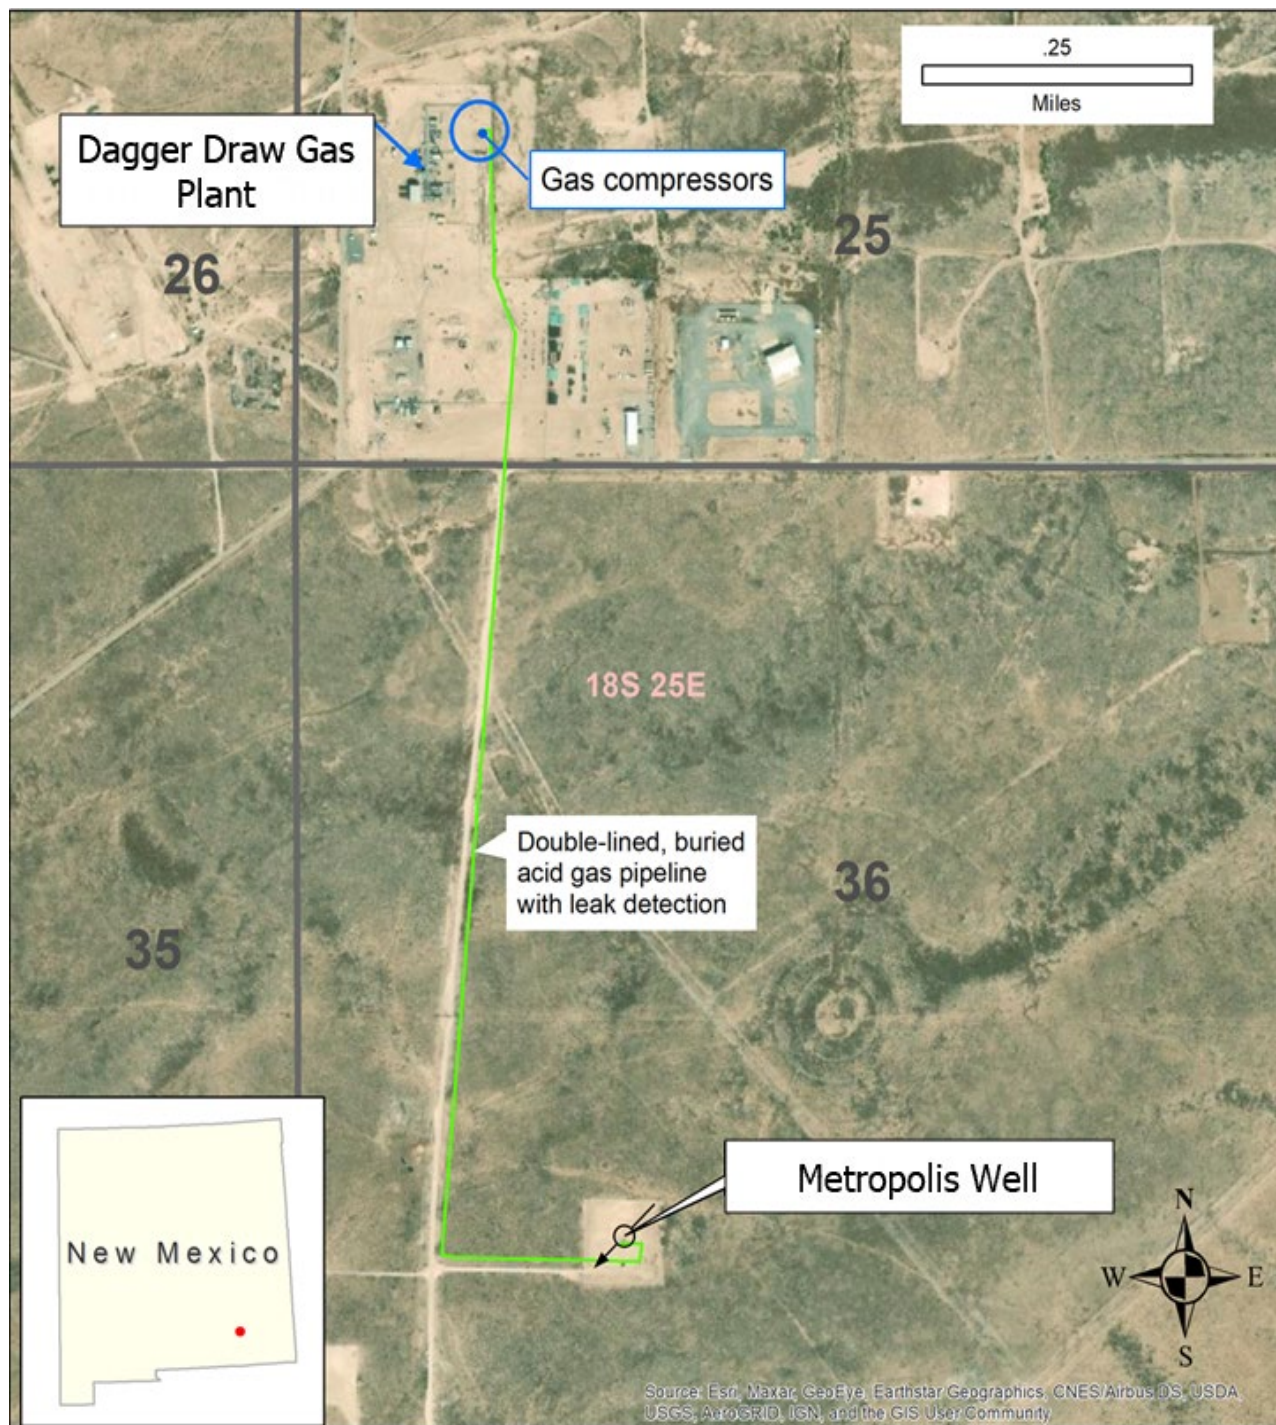 .25
Miles
Dagger Draw Gas
Plant
Gas compressors
25
26
18S 25E
Double-lined, buried
acid gas pipeline
with leak detection
36
35
Metropolis Well
New Mexico
N
W
E
S
Source: Esri, Maxar, GeoEye, Earthstar Geographics, CNES/Airbus DS, USDA,
USGS, AeroGRID, IGN, and the GIS User Community